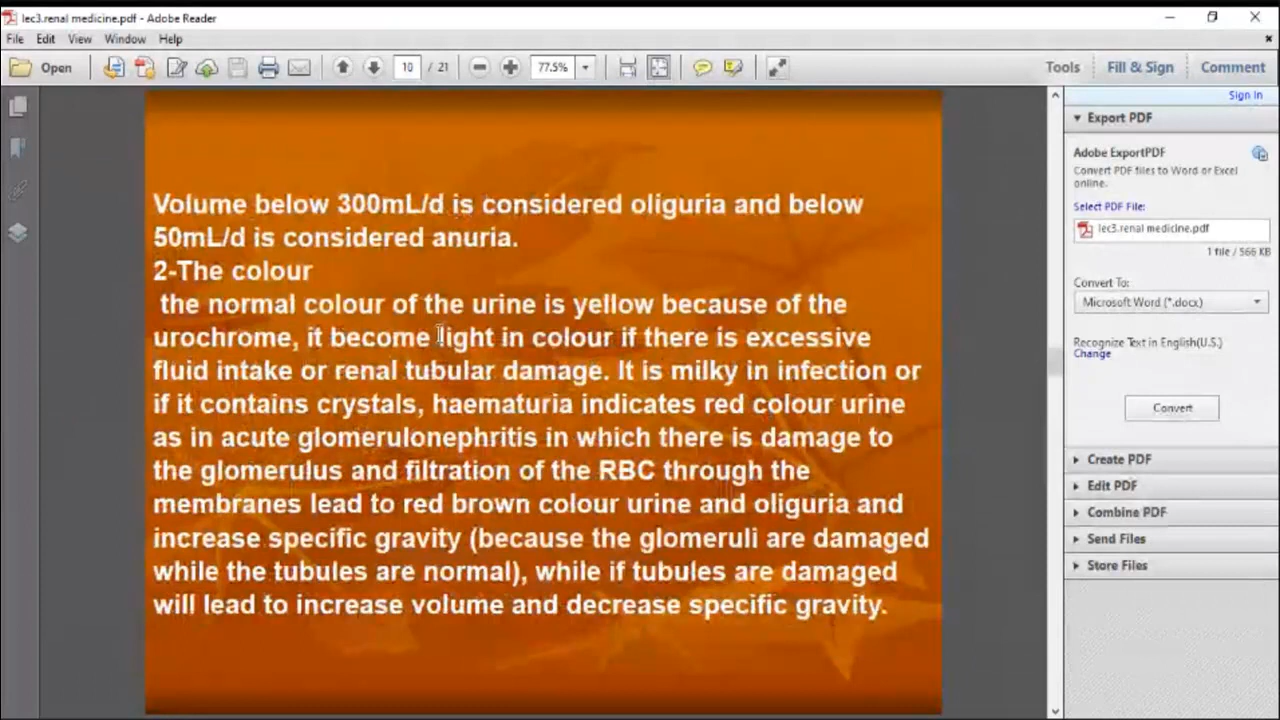 lec3.renal medicine.pdf - Adobe Reader
File Edit View Window Help
Open 10 / 21 77.5% Tools Fill & Sign Comment
Sign In
Export PDF
Adobe ExportPDF
Convert PDF files to Word or Excel
online.
Select PDF File:
lec3.renal medicine.pdf
1 file / 566 KB
Convert To:
Microsoft Word (*.docx)
Recognize Text in English(U.S.)
Change
Convert
Create PDF
Edit PDF
Combine PDF
Send Files
Store Files
Volume below 300mL/d is considered oliguria and below
50mL/d is considered anuria.
2-The colour
the normal colour of the urine is yellow because of the
urochrome, it become light in colour if there is excessive
fluid intake or renal tubular damage. It is milky in infection or
if it contains crystals, haematuria indicates red colour urine
as in acute glomerulonephritis in which there is damage to
the glomerulus and filtration of the RBC through the
membranes lead to red brown colour urine and oliguria and
increase specific gravity (because the glomeruli are damaged
while the tubules are normal), while if tubules are damaged
will lead to increase volume and decrease specific gravity.